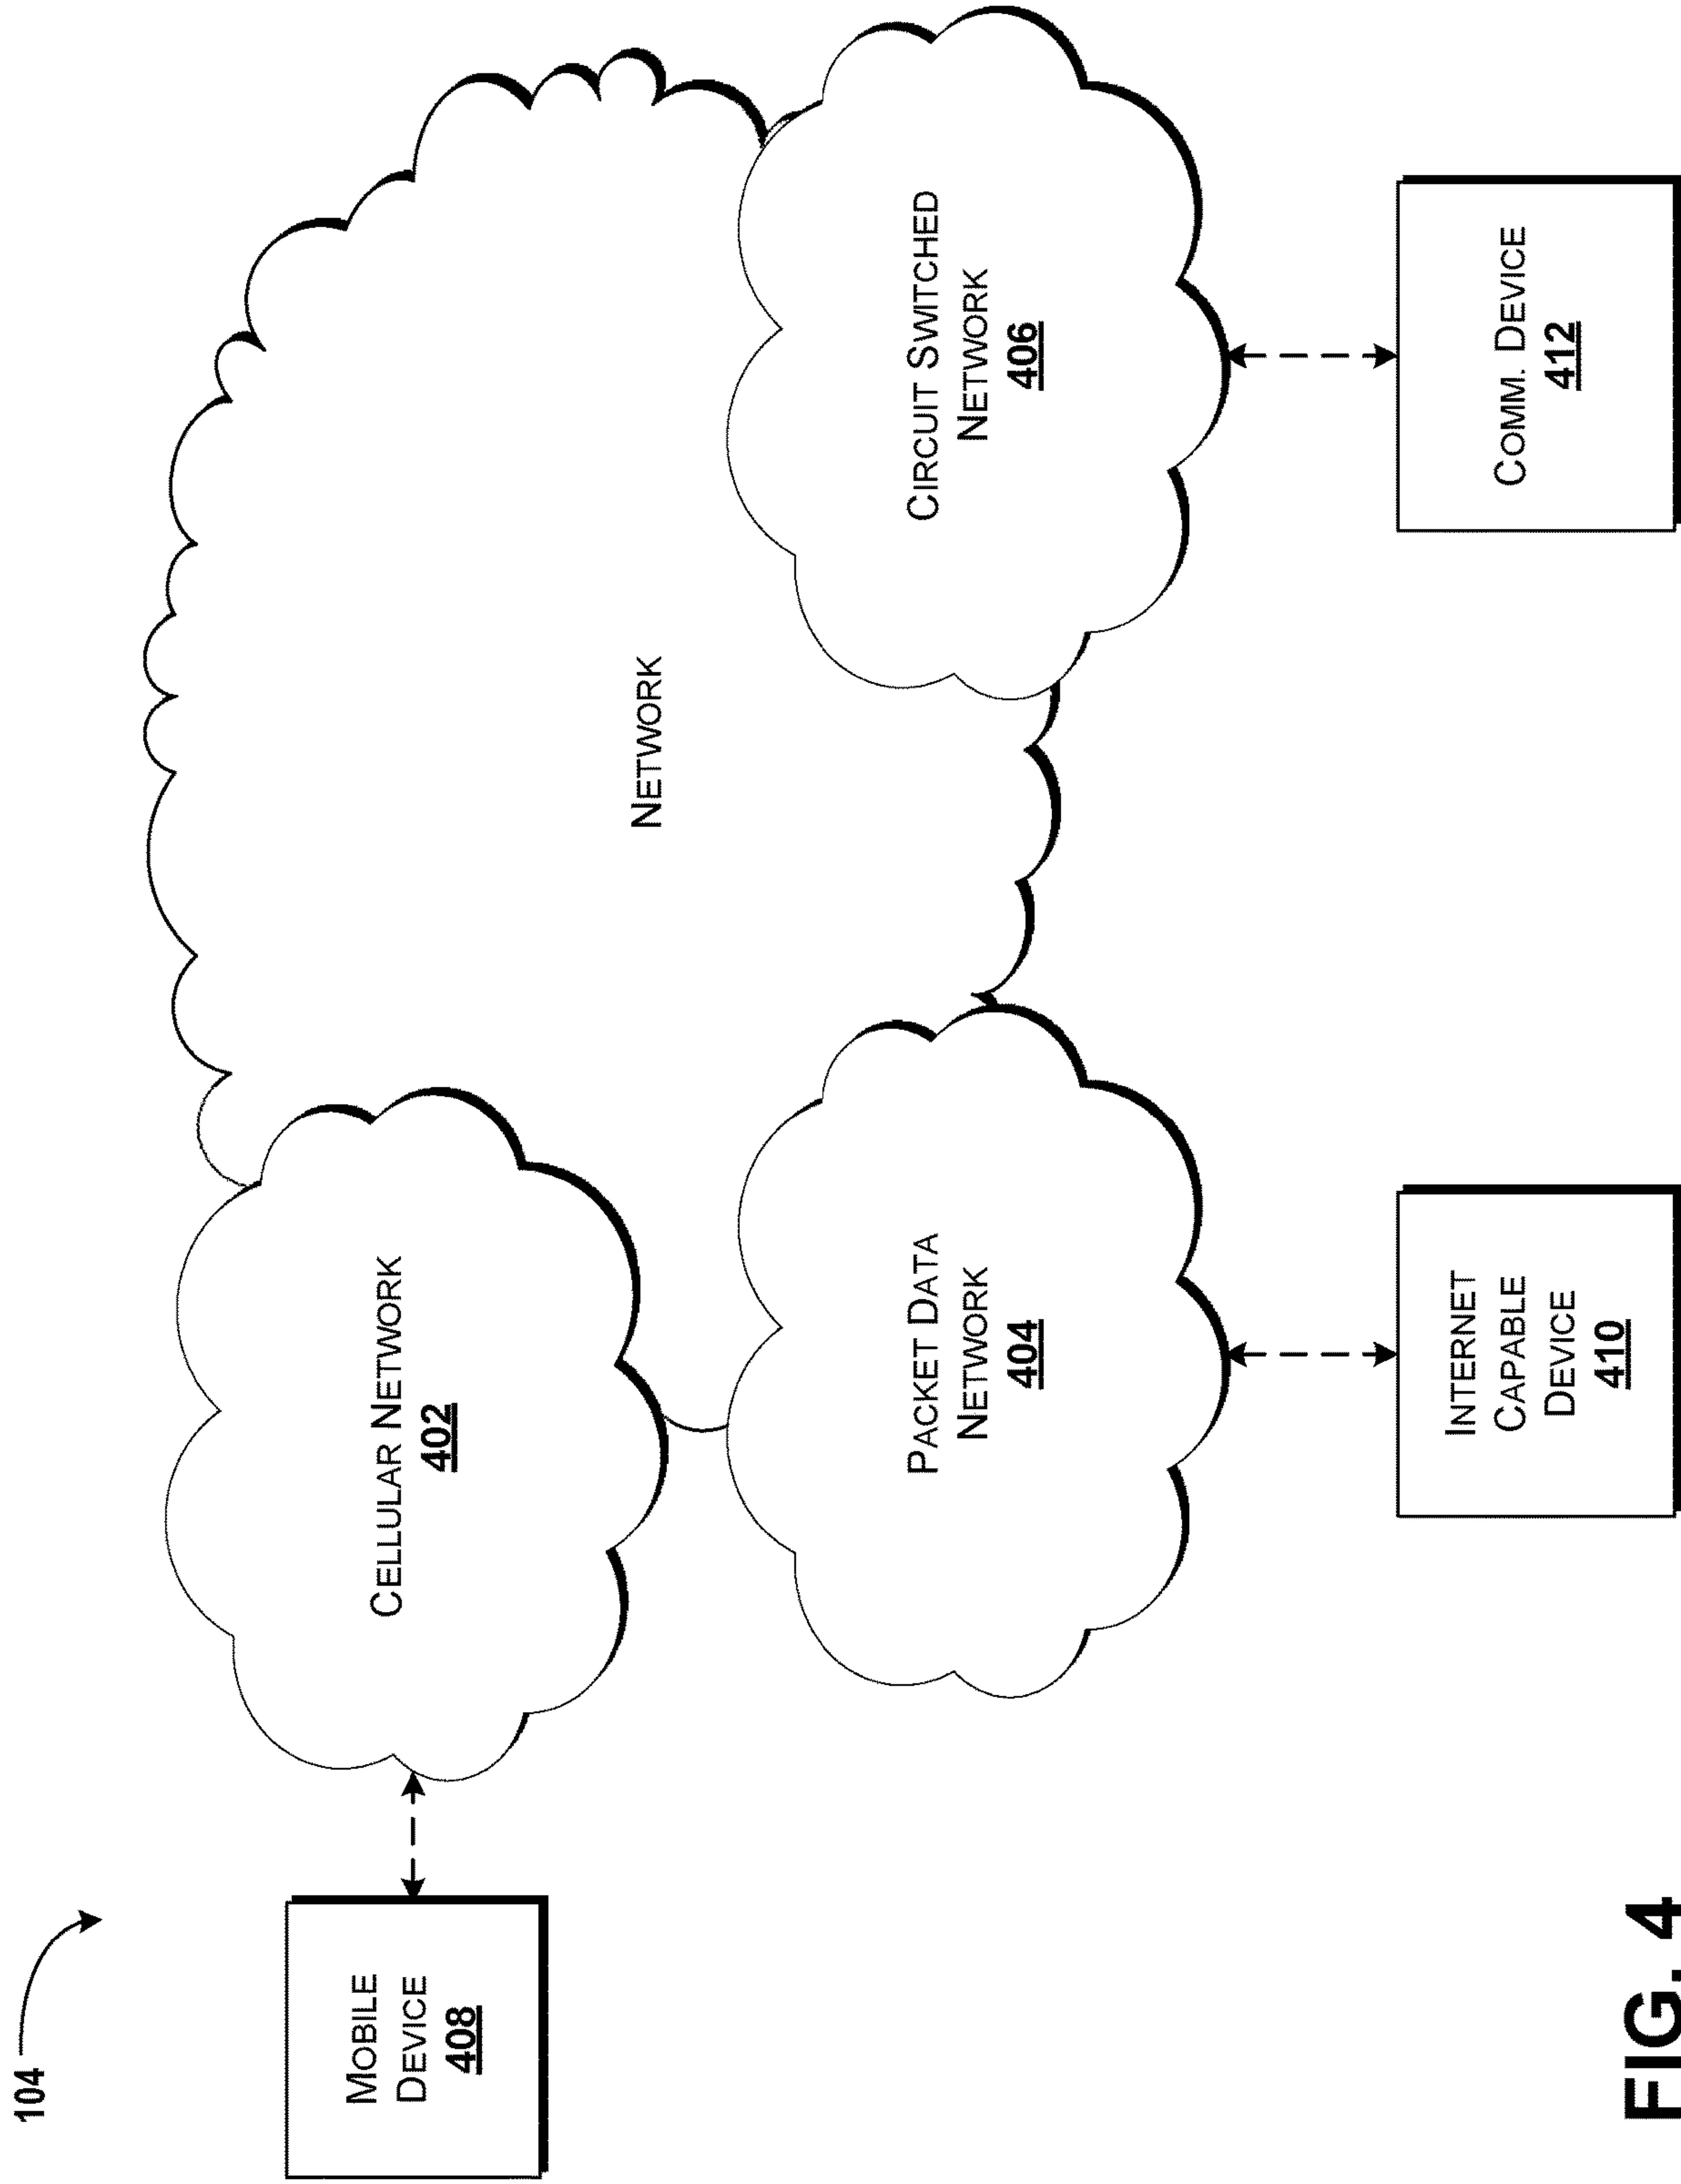 104
MOBILE
DEVICE
408
CELLULAR NETWORK
402
NETWORK
PACKET DATA
NETWORK
404
CIRCUIT SWITCHED
NETWORK
406
INTERNET
CAPABLE
DEVICE
410
COMM. DEVICE
412
FIG. 4